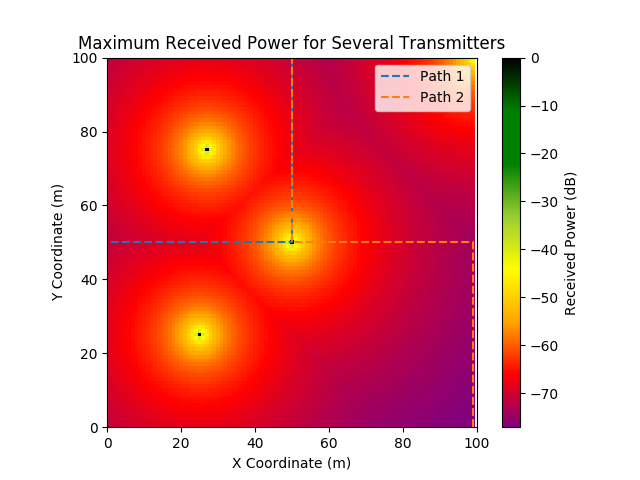 Maximum Received Power for Several Transmitters
Path 1
Path 2
100
80
60
40
20
0
Y Coordinate (m)
0 20 40 60 80 100
X Coordinate (m)
0
−10
−20
−30
−40
−50
−60
−70
Received Power (dB)